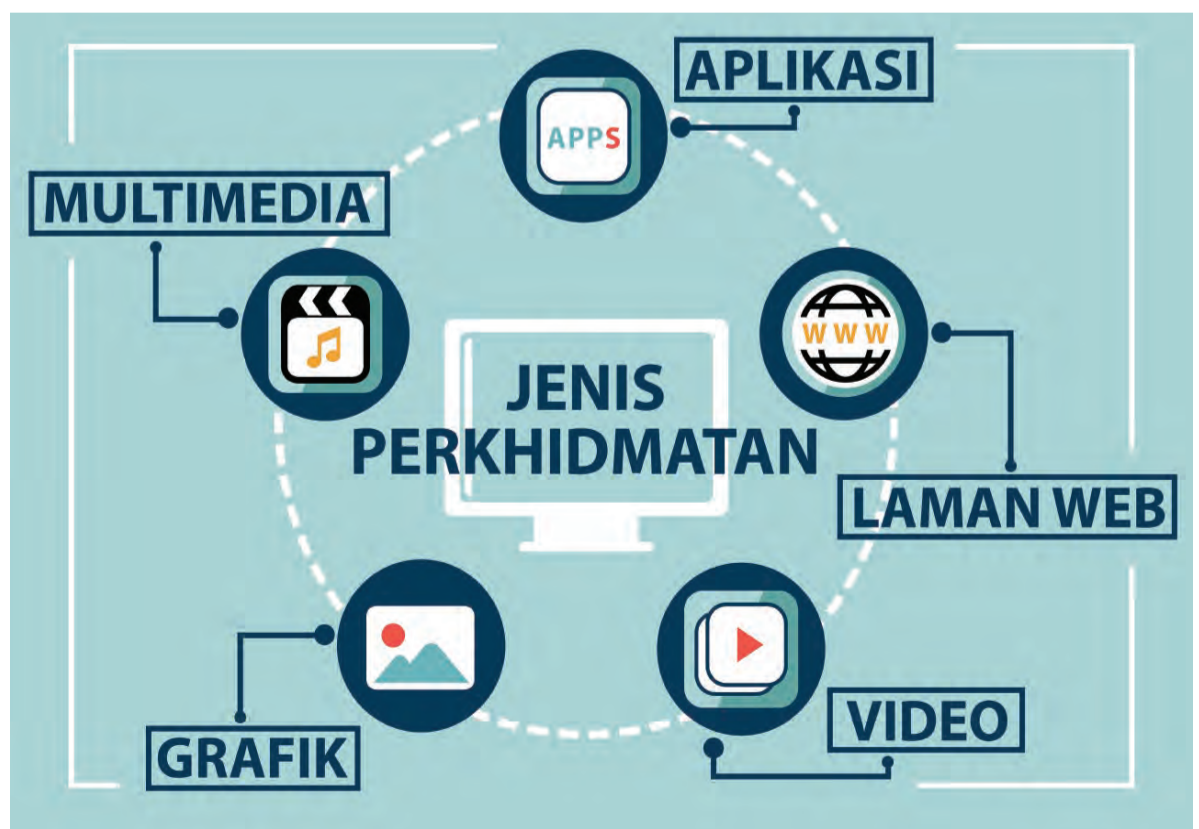 APLIKASI
APPS
MULTIMEDIA
WWW
JENIS
PERKHIDMATAN
LAMAN WEB
GRAFIK
VIDEO